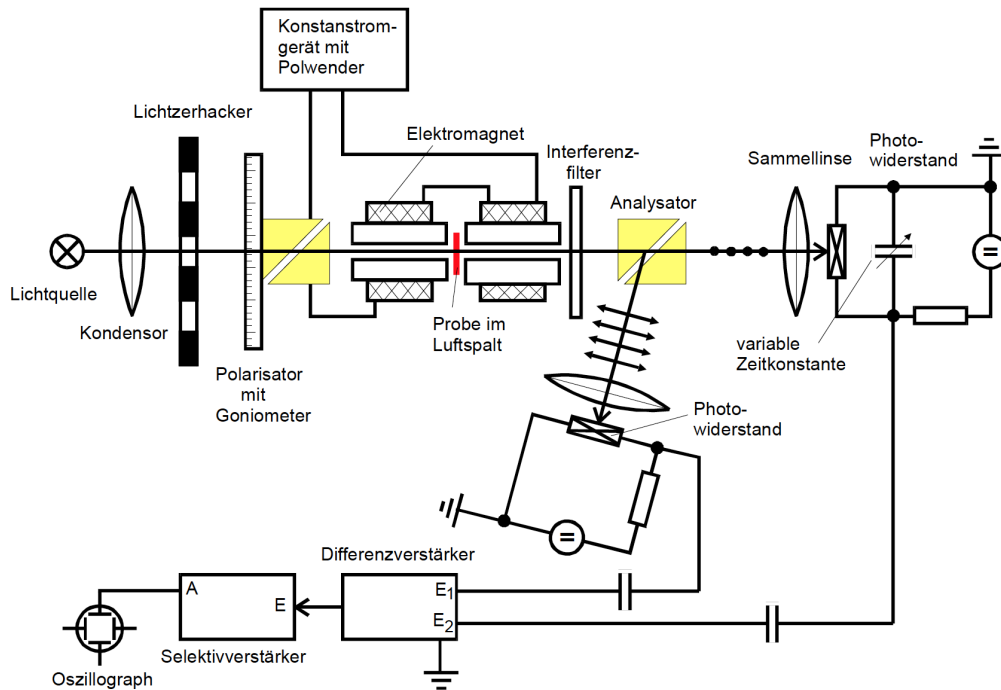 Konstanstrom-
gerät mit
Polwender
Lichtzerhacker
Elektromagnet
Interferenz-
filter
Analysator
Sammellinse
Photo-
widerstand
Lichtquelle
Kondensor
Polarisator
mit
Goniometer
Probe im
Luftspalt
variable
Zeitkonstante
Photo-
widerstand
Differenzverstärker
A
E
E1
E2
Selektivverstärker
Oszillograph